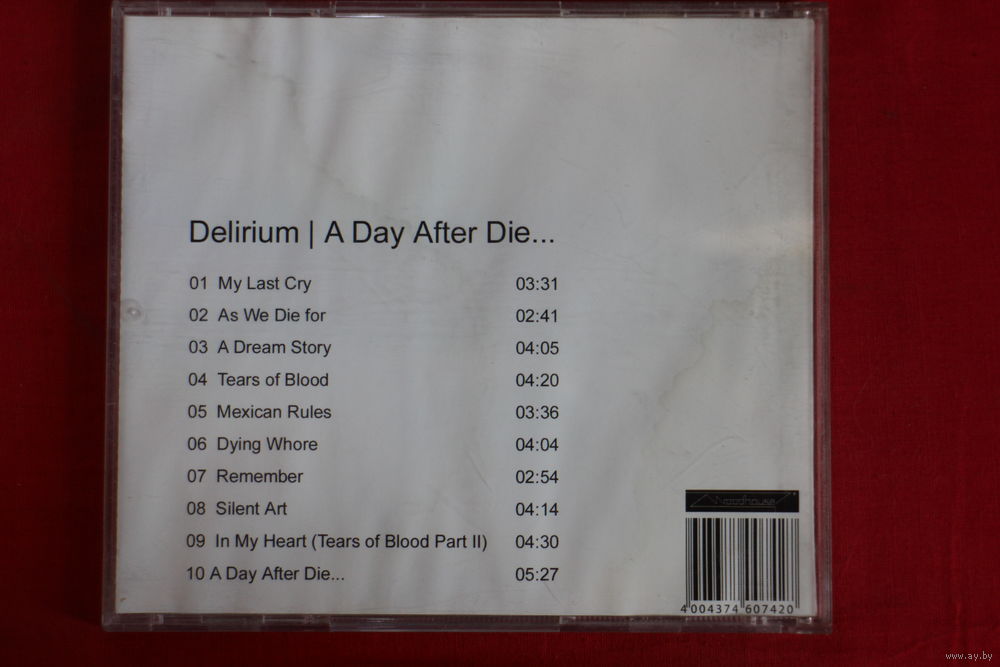 Delirium | A Day After Die...
01 My Last Cry 03:31
02 As We Die for 02:41
03 A Dream Story 04:05
04 Tears of Blood 04:20
05 Mexican Rules 03:36
06 Dying Whore 04:04
07 Remember 02:54
08 Silent Art 04:14
09 In My Heart (Tears of Blood Part II) 04:30
10 A Day After Die... 05:27
4 004374 607420
www.ay.by